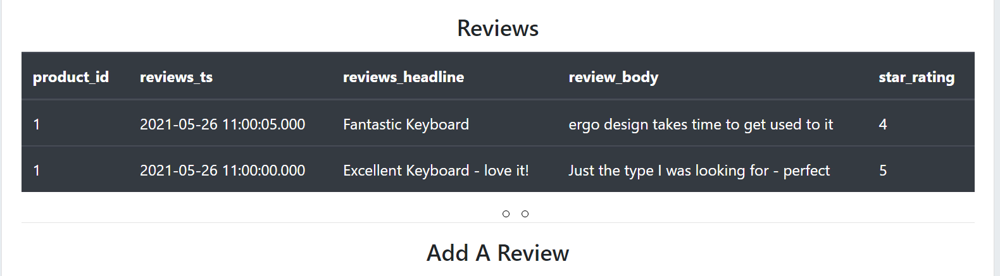 Reviews
product_id reviews_ts reviews_headline review_body star_rating
1 2021-05-26 11:00:05.000 Fantastic Keyboard ergo design takes time to get used to it 4
1 2021-05-26 11:00:00.000 Excellent Keyboard - love it! Just the type I was looking for - perfect 5
Add A Review